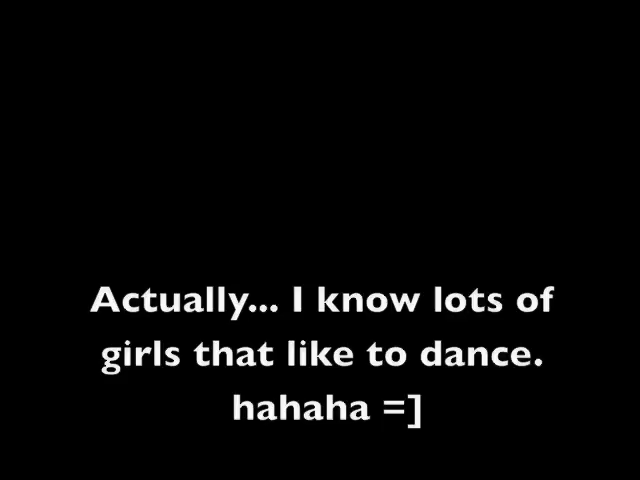 Actually... I know lots of
girls that like to dance.
hahaha =]